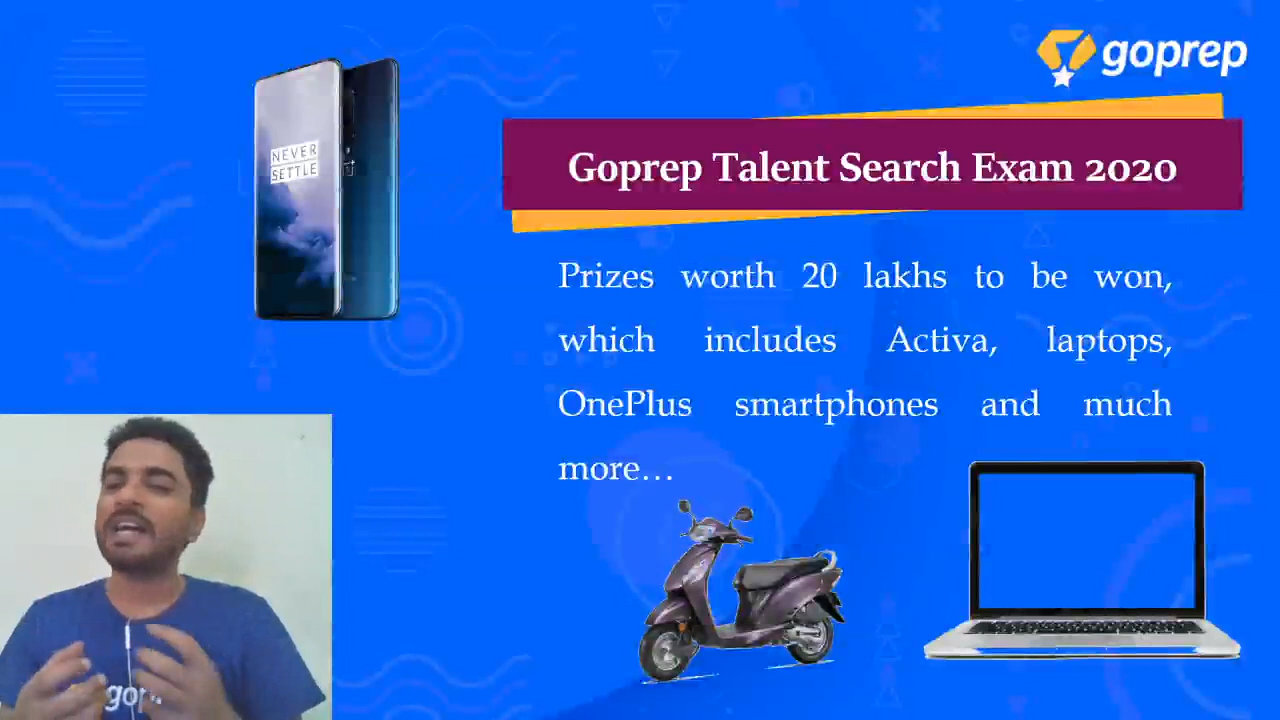 goprep
Goprep Talent Search Exam 2020
NEVER
SETTLE
Prizes worth 20 lakhs to be won,
which includes Activa, laptops,
OnePlus smartphones and much
more...